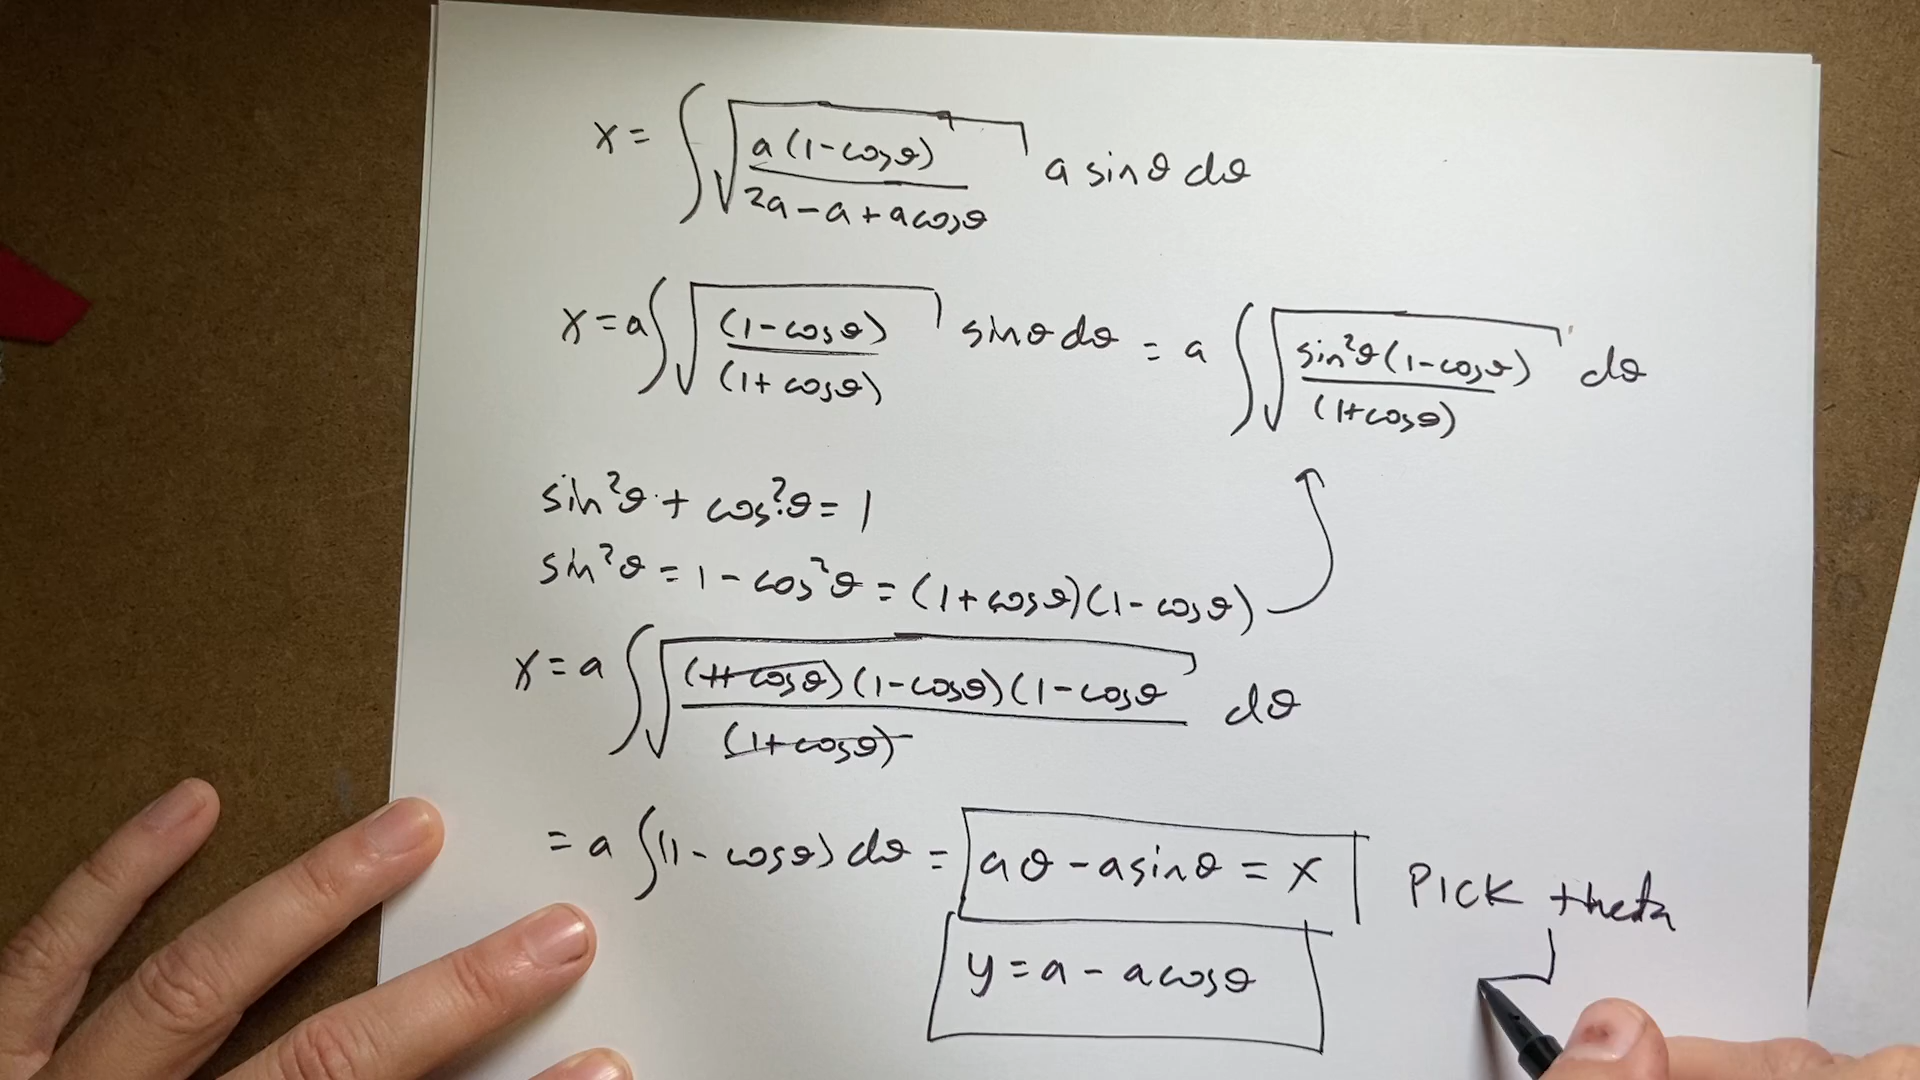 x = ∫ √(a(1-cosθ) / 2a-a+acosθ) a sinθ dθ
x = a ∫ √((1-cosθ) / (1+cosθ)) sinθ dθ = a ∫ √(sin²θ(1-cosθ) / (1+cosθ)) dθ
sin²θ + cos²θ = 1
sin²θ = 1 - cos²θ = (1+cosθ)(1-cosθ)
x = a ∫ √((1+cosθ)(1-cosθ)(1-cosθ / (1+cosθ)) dθ
= a ∫(1-cosθ) dθ = aθ - a sinθ = x PICK theta
y = a - a cosθ